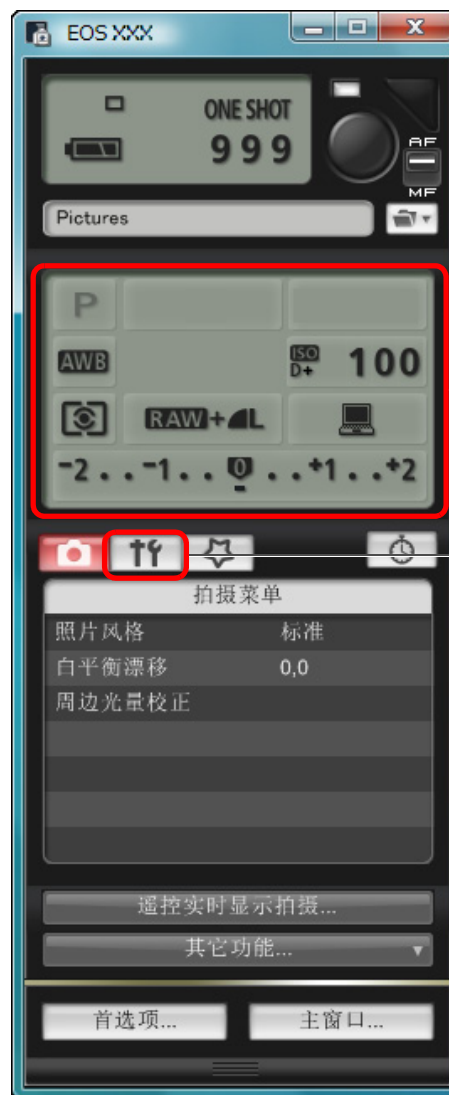 EOS XXX
ONE SHOT
999
AF
MF
Pictures
P
AWB ISO D+ 100
RAW+L
-2..-1..0..+1..+2
拍摄菜单
照片风格 标准
白平衡漂移 0,0
周边光量校正
遥控实时显示拍摄...
其它功能...
首选项... 主窗口...